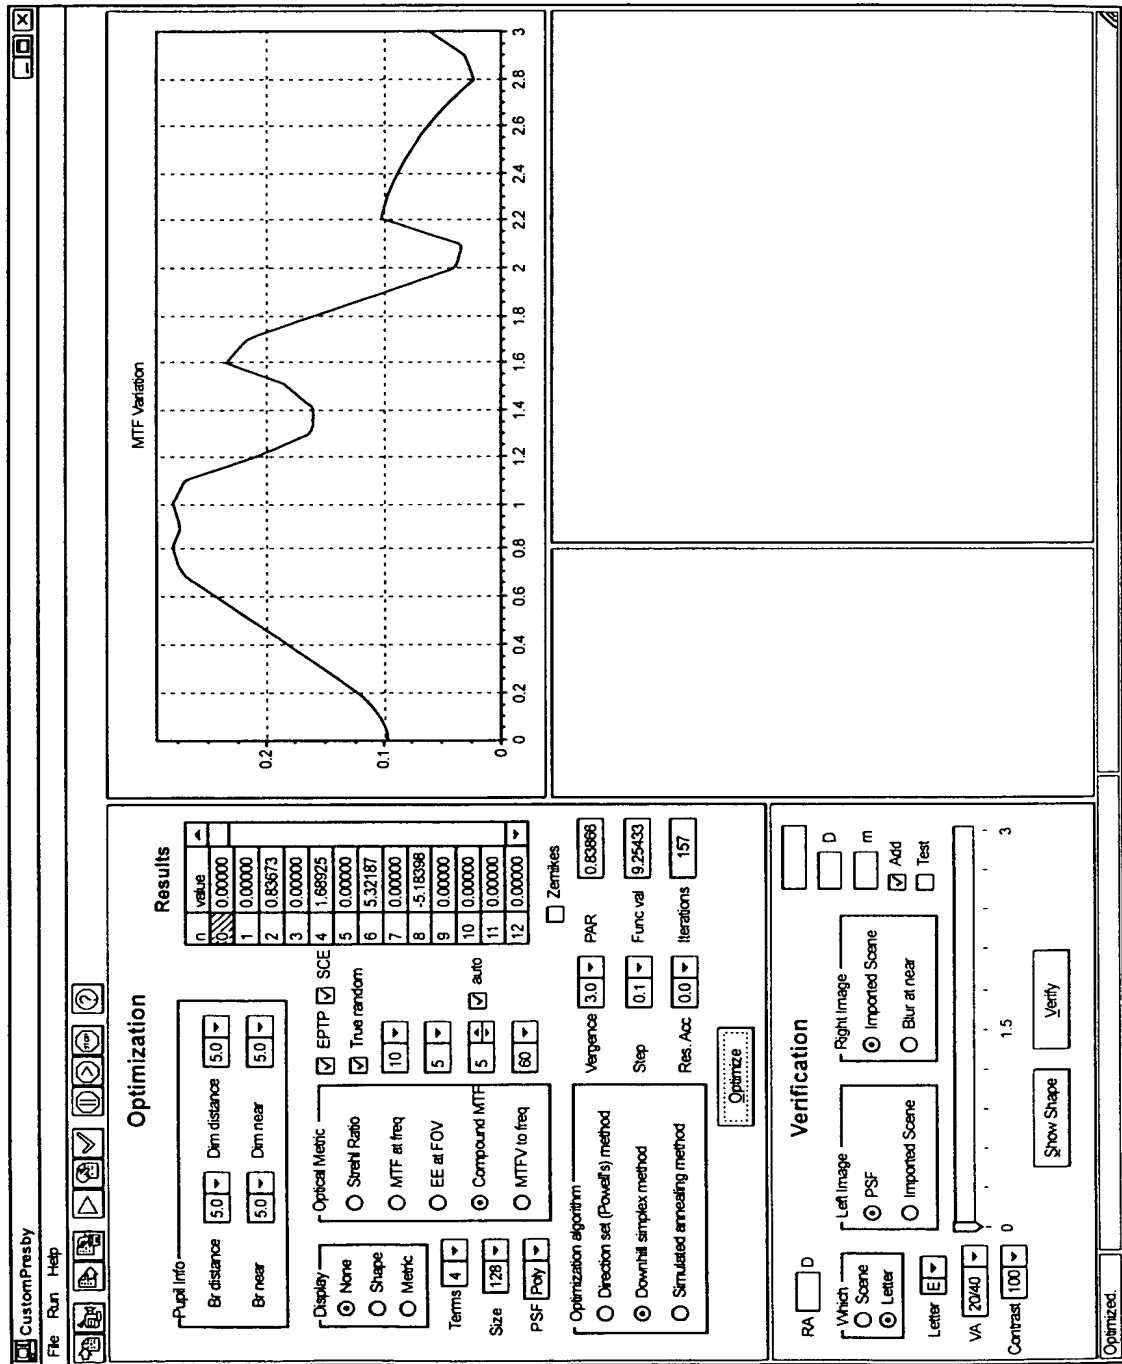 CustomPresby
File Run Help
Optimization
Pupil Info
Br distance 5.0 Dim distance 5.0
Br near 5.0 Dim near 5.0
Display
None
Shape
Metric
Terms 4
Size 128
PSF Poly
Optical Metric
Strehl Ratio
MTF at freq
EE at FOV
Compound MTF
MTFV to freq
EPTP SCE
True random
10
5
5 auto
60
Results
n value
0 0.00000
1 0.00000
2 0.83673
3 0.00000
4 1.68925
5 0.00000
6 5.32187
7 0.00000
8 -5.18398
9 0.00000
10 0.00000
11 0.00000
12 0.00000
Zernikes
Optimization algorithm
Direction set (Powell's) method
Downhill simplex method
Simulated annealing method
Vergence 3.0 PAR 0.83868
Step 0.1 Func val 9.25433
Res. Acc 0.0 Iterations 157
Optimize
MTF Variation
0.2
0.1
0
0 0.2 0.4 0.6 0.8 1 1.2 1.4 1.6 1.8 2 2.2 2.4 2.6 2.8 3
Verification
RA D
Which
Scene
Letter
Letter E
VA 20/40
Contrast 100
Left Image
PSF
Imported Scene
Right Image
Imported Scene
Blur at near
D
m
Add
Test
0 1.5 3
Show Shape Verify
Optimized.